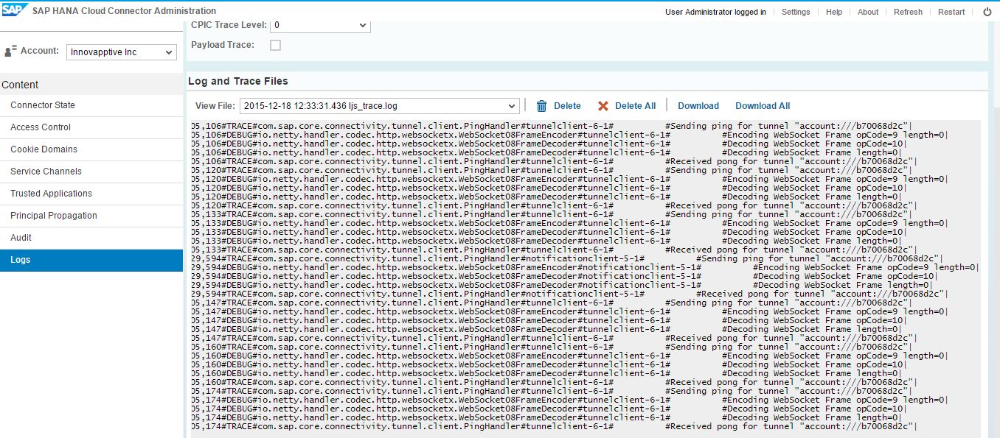 SAP SAP HANA Cloud Connector Administration
User Administrator logged in Settings Help About Refresh Restart
Account: Innovapptive Inc
Content
Connector State
Access Control
Cookie Domains
Service Channels
Trusted Applications
Principal Propagation
Audit
Logs
CPIC Trace Level: 0
Payload Trace:
Log and Trace Files
View File: 2015-12-18 12:33:31.436 ljs_trace.log Delete Delete All Download Download All
05,106#TRACE#com.sap.core.connectivity.tunnel.client.PingHandler#tunnelclient-6-1# #Sending ping for tunnel "account:///b70068d2c"|
05,106#DEBUG#io.netty.handler.codec.http.websocketx.WebSocket08FrameEncoder#tunnelclient-6-1# #Encoding WebSocket Frame opCode=9 length=0|
05,106#DEBUG#io.netty.handler.codec.http.websocketx.WebSocket08FrameDecoder#tunnelclient-6-1# #Decoding WebSocket Frame opCode=10|
05,106#DEBUG#io.netty.handler.codec.http.websocketx.WebSocket08FrameDecoder#tunnelclient-6-1# #Decoding WebSocket Frame length=0|
05,106#TRACE#com.sap.core.connectivity.tunnel.client.PingHandler#tunnelclient-6-1# #Received pong for tunnel "account:///b70068d2c"|
05,120#TRACE#com.sap.core.connectivity.tunnel.client.PingHandler#tunnelclient-6-1# #Sending ping for tunnel "account:///b70068d2c"|
05,120#DEBUG#io.netty.handler.codec.http.websocketx.WebSocket08FrameEncoder#tunnelclient-6-1# #Encoding WebSocket Frame opCode=9 length=0|
05,120#DEBUG#io.netty.handler.codec.http.websocketx.WebSocket08FrameDecoder#tunnelclient-6-1# #Decoding WebSocket Frame opCode=10|
05,120#DEBUG#io.netty.handler.codec.http.websocketx.WebSocket08FrameDecoder#tunnelclient-6-1# #Decoding WebSocket Frame length=0|
05,120#TRACE#com.sap.core.connectivity.tunnel.client.PingHandler#tunnelclient-6-1# #Received pong for tunnel "account:///b70068d2c"|
05,133#TRACE#com.sap.core.connectivity.tunnel.client.PingHandler#tunnelclient-6-1# #Sending ping for tunnel "account:///b70068d2c"|
05,133#DEBUG#io.netty.handler.codec.http.websocketx.WebSocket08FrameEncoder#tunnelclient-6-1# #Encoding WebSocket Frame opCode=9 length=0|
05,133#DEBUG#io.netty.handler.codec.http.websocketx.WebSocket08FrameDecoder#tunnelclient-6-1# #Decoding WebSocket Frame opCode=10|
05,133#DEBUG#io.netty.handler.codec.http.websocketx.WebSocket08FrameDecoder#tunnelclient-6-1# #Decoding WebSocket Frame length=0|
05,133#TRACE#com.sap.core.connectivity.tunnel.client.PingHandler#tunnelclient-6-1# #Received pong for tunnel "account:///b70068d2c"|
29,594#TRACE#com.sap.core.connectivity.tunnel.client.PingHandler#notificationclient-5-1# #Sending ping for tunnel "account:///b70068d2c"|
29,594#DEBUG#io.netty.handler.codec.http.websocketx.WebSocket08FrameEncoder#notificationclient-5-1# #Encoding WebSocket Frame opCode=9 length=0|
29,594#DEBUG#io.netty.handler.codec.http.websocketx.WebSocket08FrameDecoder#notificationclient-5-1# #Decoding WebSocket Frame opCode=10|
29,594#DEBUG#io.netty.handler.codec.http.websocketx.WebSocket08FrameDecoder#notificationclient-5-1# #Decoding WebSocket Frame length=0|
29,594#TRACE#com.sap.core.connectivity.tunnel.client.PingHandler#notificationclient-5-1# #Received pong for tunnel "account:///b70068d2c"|
05,147#TRACE#com.sap.core.connectivity.tunnel.client.PingHandler#tunnelclient-6-1# #Sending ping for tunnel "account:///b70068d2c"|
05,147#DEBUG#io.netty.handler.codec.http.websocketx.WebSocket08FrameEncoder#tunnelclient-6-1# #Encoding WebSocket Frame opCode=9 length=0|
05,147#DEBUG#io.netty.handler.codec.http.websocketx.WebSocket08FrameDecoder#tunnelclient-6-1# #Decoding WebSocket Frame opCode=10|
05,147#DEBUG#io.netty.handler.codec.http.websocketx.WebSocket08FrameDecoder#tunnelclient-6-1# #Decoding WebSocket Frame length=0|
05,147#TRACE#com.sap.core.connectivity.tunnel.client.PingHandler#tunnelclient-6-1# #Received pong for tunnel "account:///b70068d2c"|
05,160#TRACE#com.sap.core.connectivity.tunnel.client.PingHandler#tunnelclient-6-1# #Sending ping for tunnel "account:///b70068d2c"|
05,160#DEBUG#io.netty.handler.codec.http.websocketx.WebSocket08FrameEncoder#tunnelclient-6-1# #Encoding WebSocket Frame opCode=9 length=0|
05,160#DEBUG#io.netty.handler.codec.http.websocketx.WebSocket08FrameDecoder#tunnelclient-6-1# #Decoding WebSocket Frame opCode=10|
05,160#DEBUG#io.netty.handler.codec.http.websocketx.WebSocket08FrameDecoder#tunnelclient-6-1# #Decoding WebSocket Frame length=0|
05,160#TRACE#com.sap.core.connectivity.tunnel.client.PingHandler#tunnelclient-6-1# #Received pong for tunnel "account:///b70068d2c"|
05,174#TRACE#com.sap.core.connectivity.tunnel.client.PingHandler#tunnelclient-6-1# #Sending ping for tunnel "account:///b70068d2c"|
05,174#DEBUG#io.netty.handler.codec.http.websocketx.WebSocket08FrameEncoder#tunnelclient-6-1# #Encoding WebSocket Frame opCode=9 length=0|
05,174#DEBUG#io.netty.handler.codec.http.websocketx.WebSocket08FrameDecoder#tunnelclient-6-1# #Decoding WebSocket Frame opCode=10|
05,174#DEBUG#io.netty.handler.codec.http.websocketx.WebSocket08FrameDecoder#tunnelclient-6-1# #Decoding WebSocket Frame length=0|
05,174#TRACE#com.sap.core.connectivity.tunnel.client.PingHandler#tunnelclient-6-1# #Received pong for tunnel "account:///b70068d2c"|